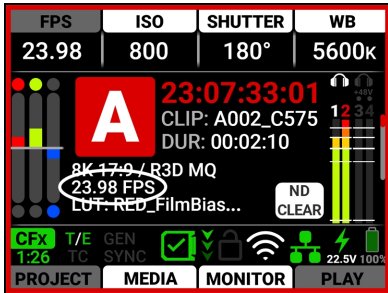 FPS ISO SHUTTER WB
23.98 800 180° 5600K
A
23:07:33:01
CLIP: A002_C575
DUR: 00:02:10
+48V
1 2 3 4
8K 17:9 / R3D MQ
23.98 FPS
LUT: RED_FilmBias...
ND
CLEAR
CFx T/E GEN
1:26 TC SYNC
22.5V 100%
PROJECT MEDIA MONITOR PLAY